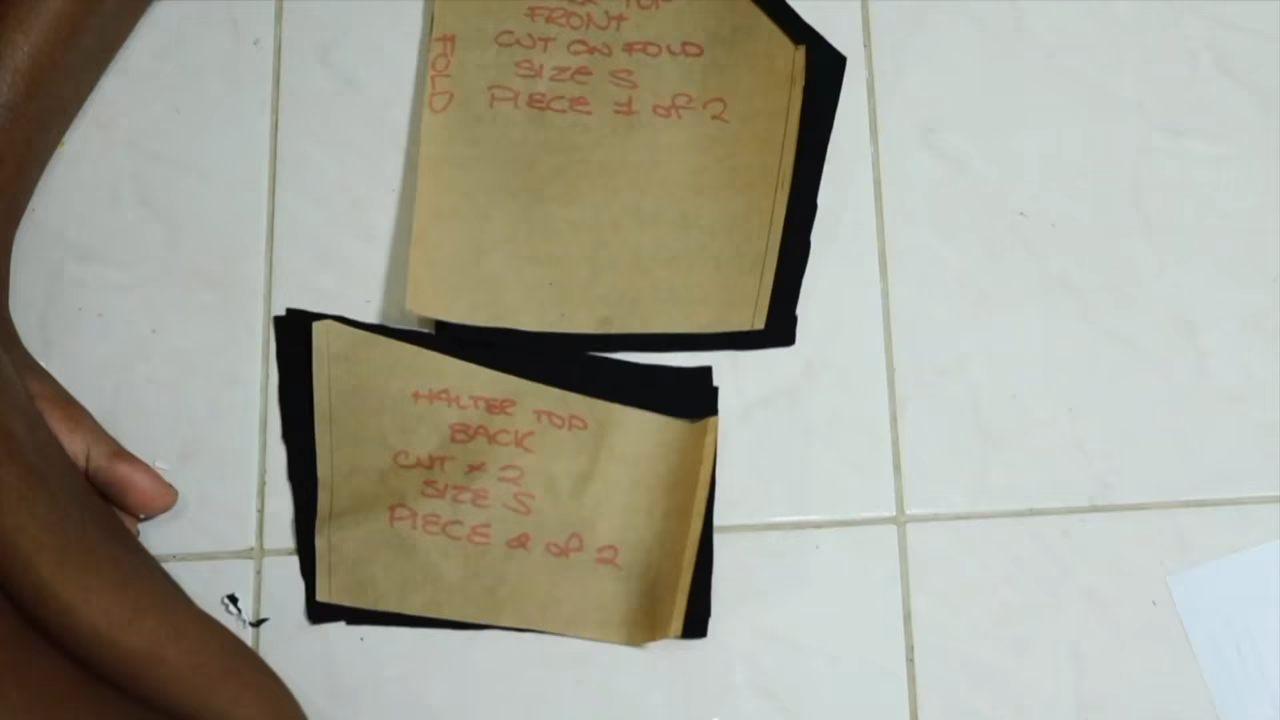 TOP
FRONT
CUT ON FOLD
SIZE S
PIECE 1 of 2
FOLD
HALTER TOP
BACK
CUT x 2
SIZE S
PIECE 2 of 2